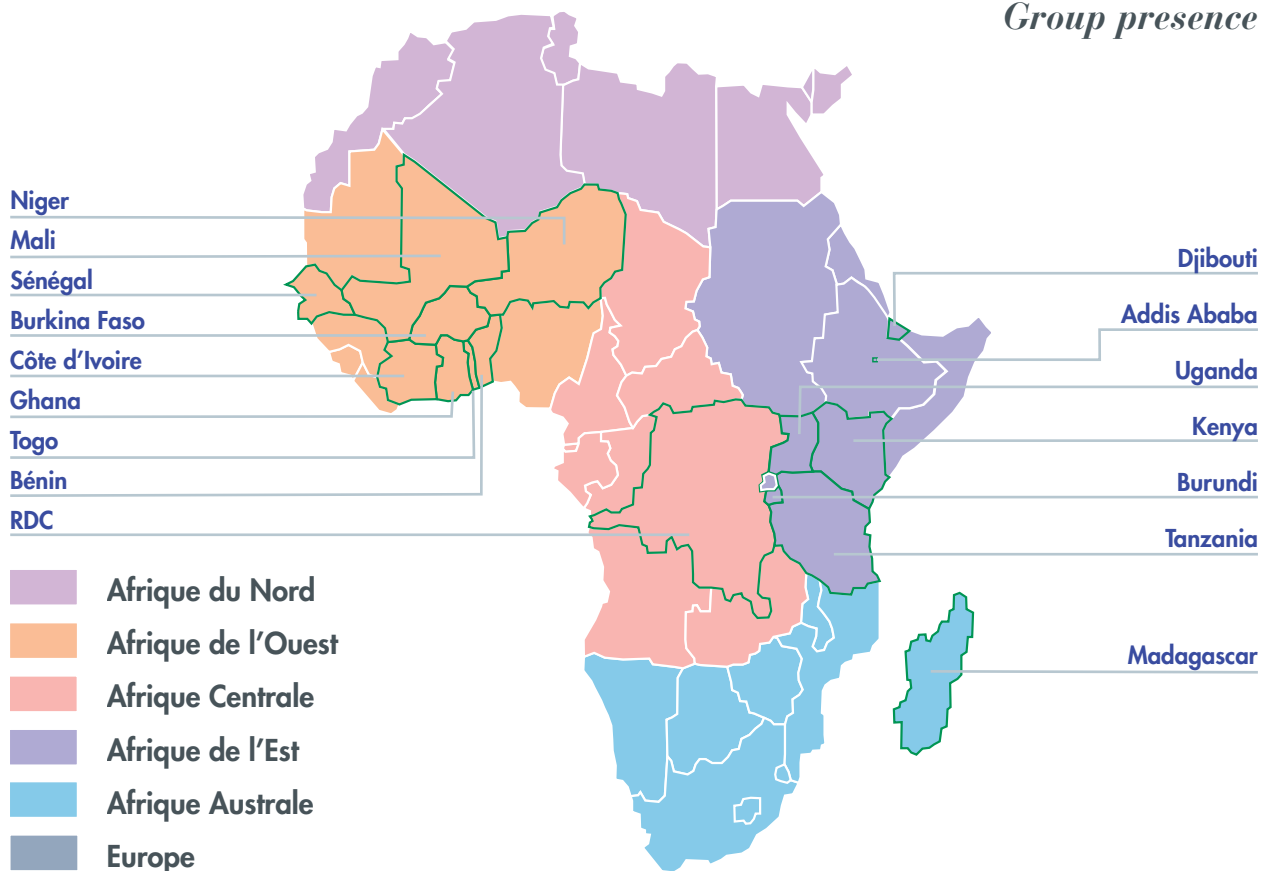 Group presence
Niger
Mali
Sénégal
Burkina Faso
Côte d’Ivoire
Ghana
Togo
Bénin
RDC
Djibouti
Addis Ababa
Uganda
Kenya
Burundi
Tanzania
Madagascar
Afrique du Nord
Afrique de l’Ouest
Afrique Centrale
Afrique de l’Est
Afrique Australe
Europe